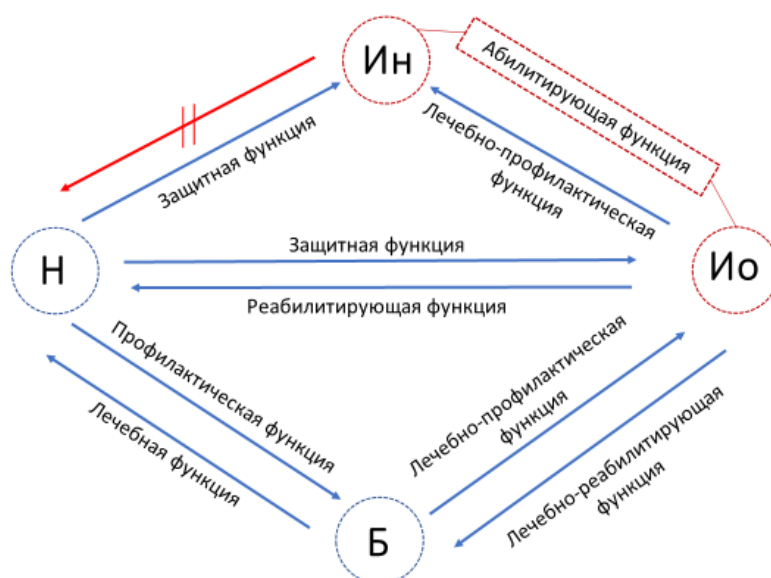 Ин
Абилитирующая функция
Защитная функция
Лечебно-профилактическая
функция
Н
Защитная функция
Реабилитирующая функция
Ио
Профилактическая функция
Лечебная функция
Лечебно-профилактическая
функция
Лечебно-реабилитирующая
функция
Б